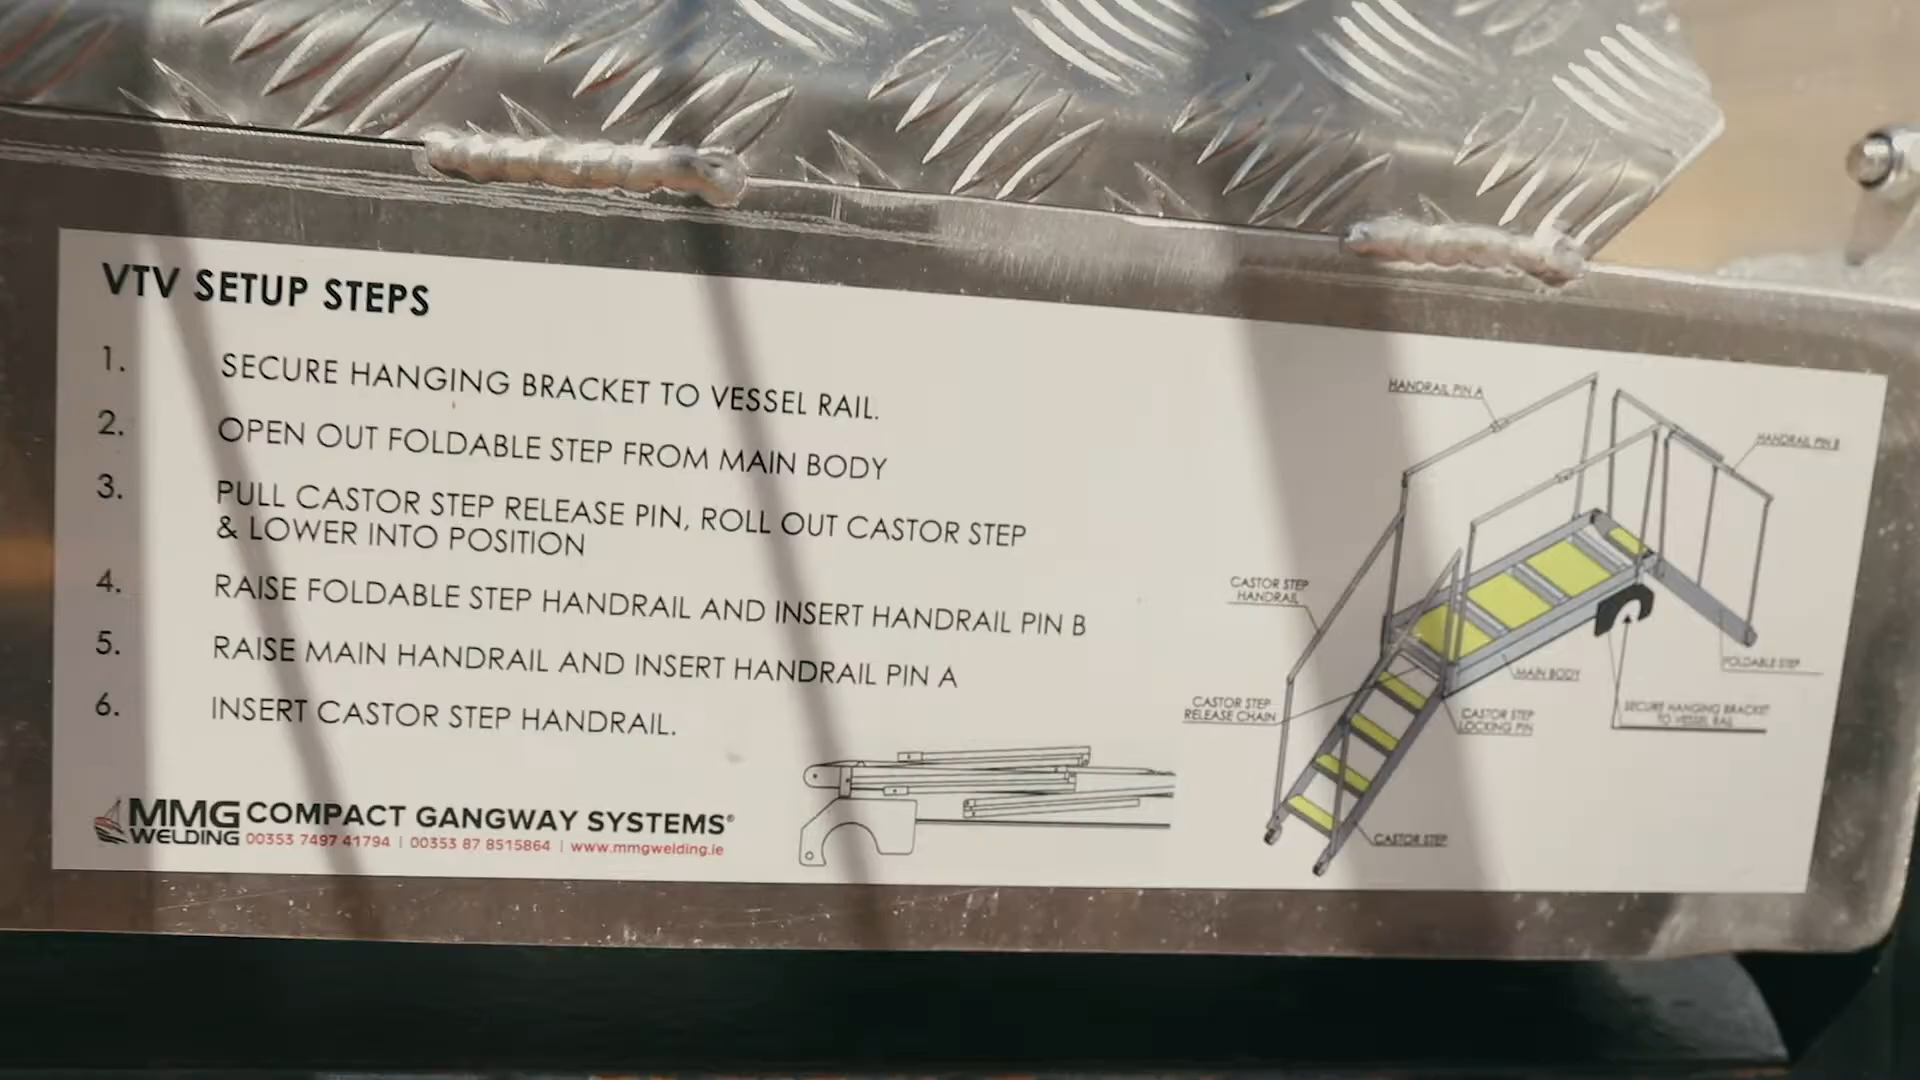 VTV SETUP STEPS
1. SECURE HANGING BRACKET TO VESSEL RAIL.
2. OPEN OUT FOLDABLE STEP FROM MAIN BODY
3. PULL CASTOR STEP RELEASE PIN, ROLL OUT CASTOR STEP
& LOWER INTO POSITION
4. RAISE FOLDABLE STEP HANDRAIL AND INSERT HANDRAIL PIN B
5. RAISE MAIN HANDRAIL AND INSERT HANDRAIL PIN A
6. INSERT CASTOR STEP HANDRAIL.
MMG
WELDING
COMPACT GANGWAY SYSTEMS®
00353 7497 41794 | 00353 87 8515864 | www.mmgwelding.ie
HANDRAIL PIN A
HANDRAIL PIN B
CASTOR STEP
HANDRAIL
FOLDABLE STEP
MAIN BODY
CASTOR STEP
RELEASE CHAIN
CASTOR STEP
LOCKING PIN
SECURE HANGING BRACKET
TO VESSEL RAIL
CASTOR STEP